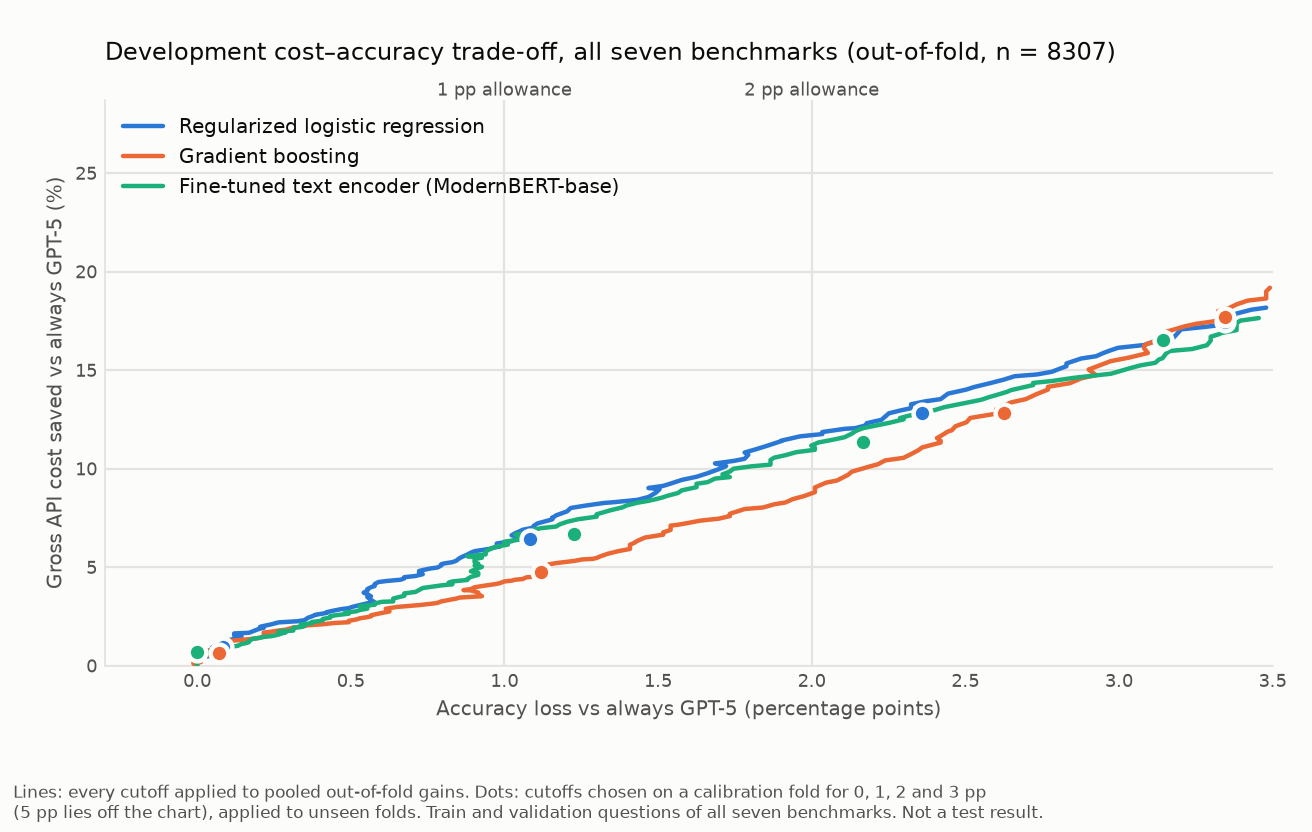 Development cost–accuracy trade-off, all seven benchmarks (out-of-fold, n = 8307)
1 pp allowance
2 pp allowance
Regularized logistic regression
Gradient boosting
Fine-tuned text encoder (ModernBERT-base)
Gross API cost saved vs always GPT-5 (%)
25
20
15
10
5
0
0.0
0.5
1.0
1.5
2.0
2.5
3.0
3.5
Accuracy loss vs always GPT-5 (percentage points)
Lines: every cutoff applied to pooled out-of-fold gains. Dots: cutoffs chosen on a calibration fold for 0, 1, 2 and 3 pp
(5 pp lies off the chart), applied to unseen folds. Train and validation questions of all seven benchmarks. Not a test result.